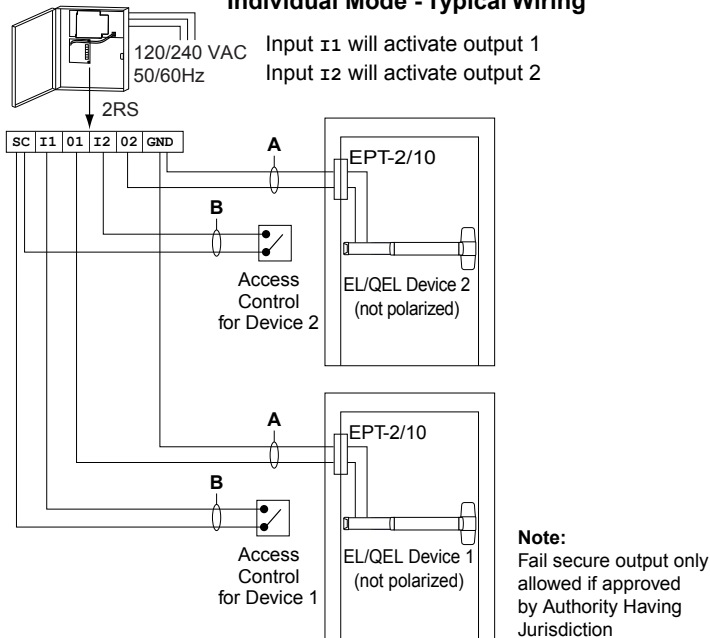 Individual Mode - Typical Wiring
120/240 VAC
50/60Hz
Input I1 will activate output 1
Input I2 will activate output 2
2RS
SC I1 01 I2 02 GND
A
EPT-2/10
B
Access
Control
for Device 2
EL/QEL Device 2
(not polarized)
A
EPT-2/10
B
Access
Control
for Device 1
EL/QEL Device 1
(not polarized)
Note:
Fail secure output only
allowed if approved
by Authority Having
Jurisdiction